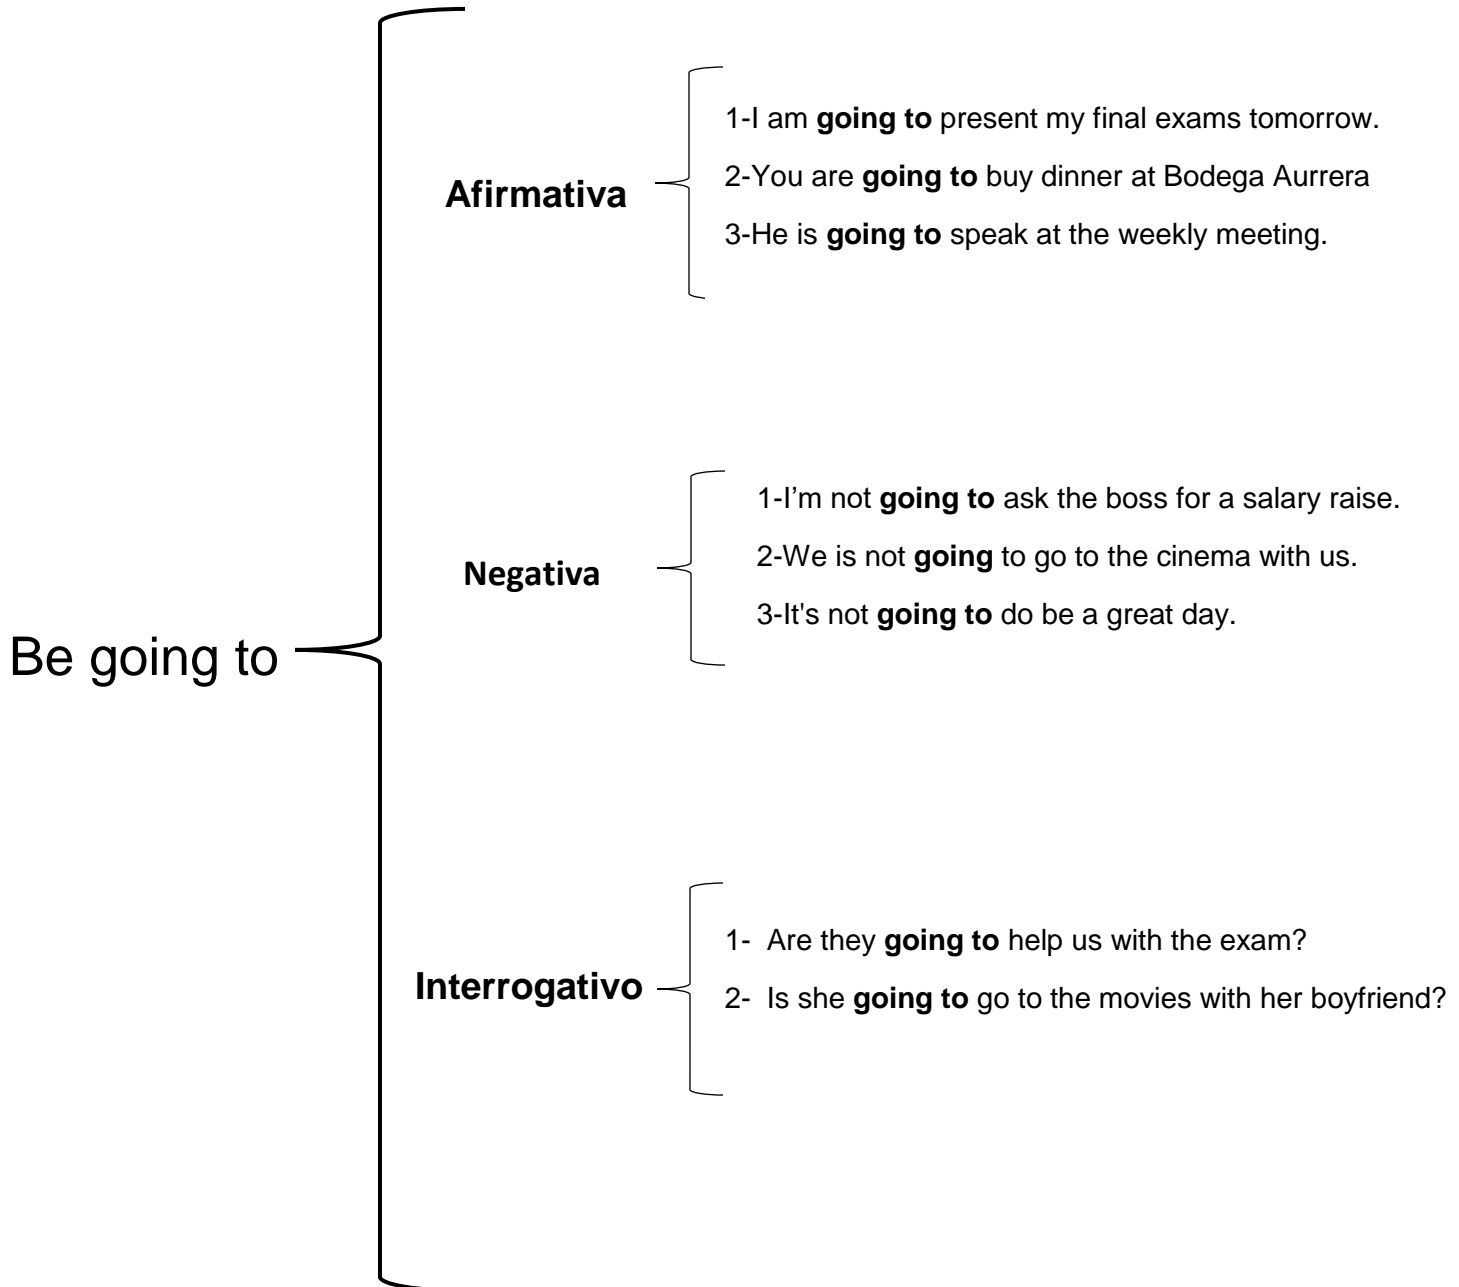 Be going to
Afirmativa
1-I am going to present my final exams tomorrow.
2-You are going to buy dinner at Bodega Aurrera
3-He is going to speak at the weekly meeting.
Negativa
1-I’m not going to ask the boss for a salary raise.
2-We is not going to go to the cinema with us.
3-It's not going to do be a great day.
Interrogativo
1- Are they going to help us with the exam?
2- Is she going to go to the movies with her boyfriend?